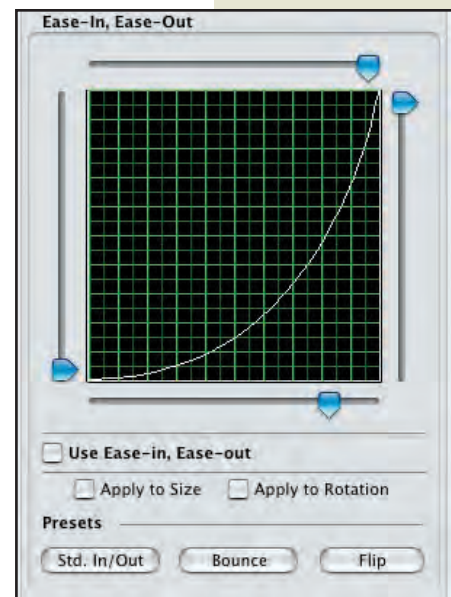 Ease-In, Ease-Out
Use Ease-in, Ease-out
Apply to Size Apply to Rotation
Presets
Std. In/Out Bounce Flip